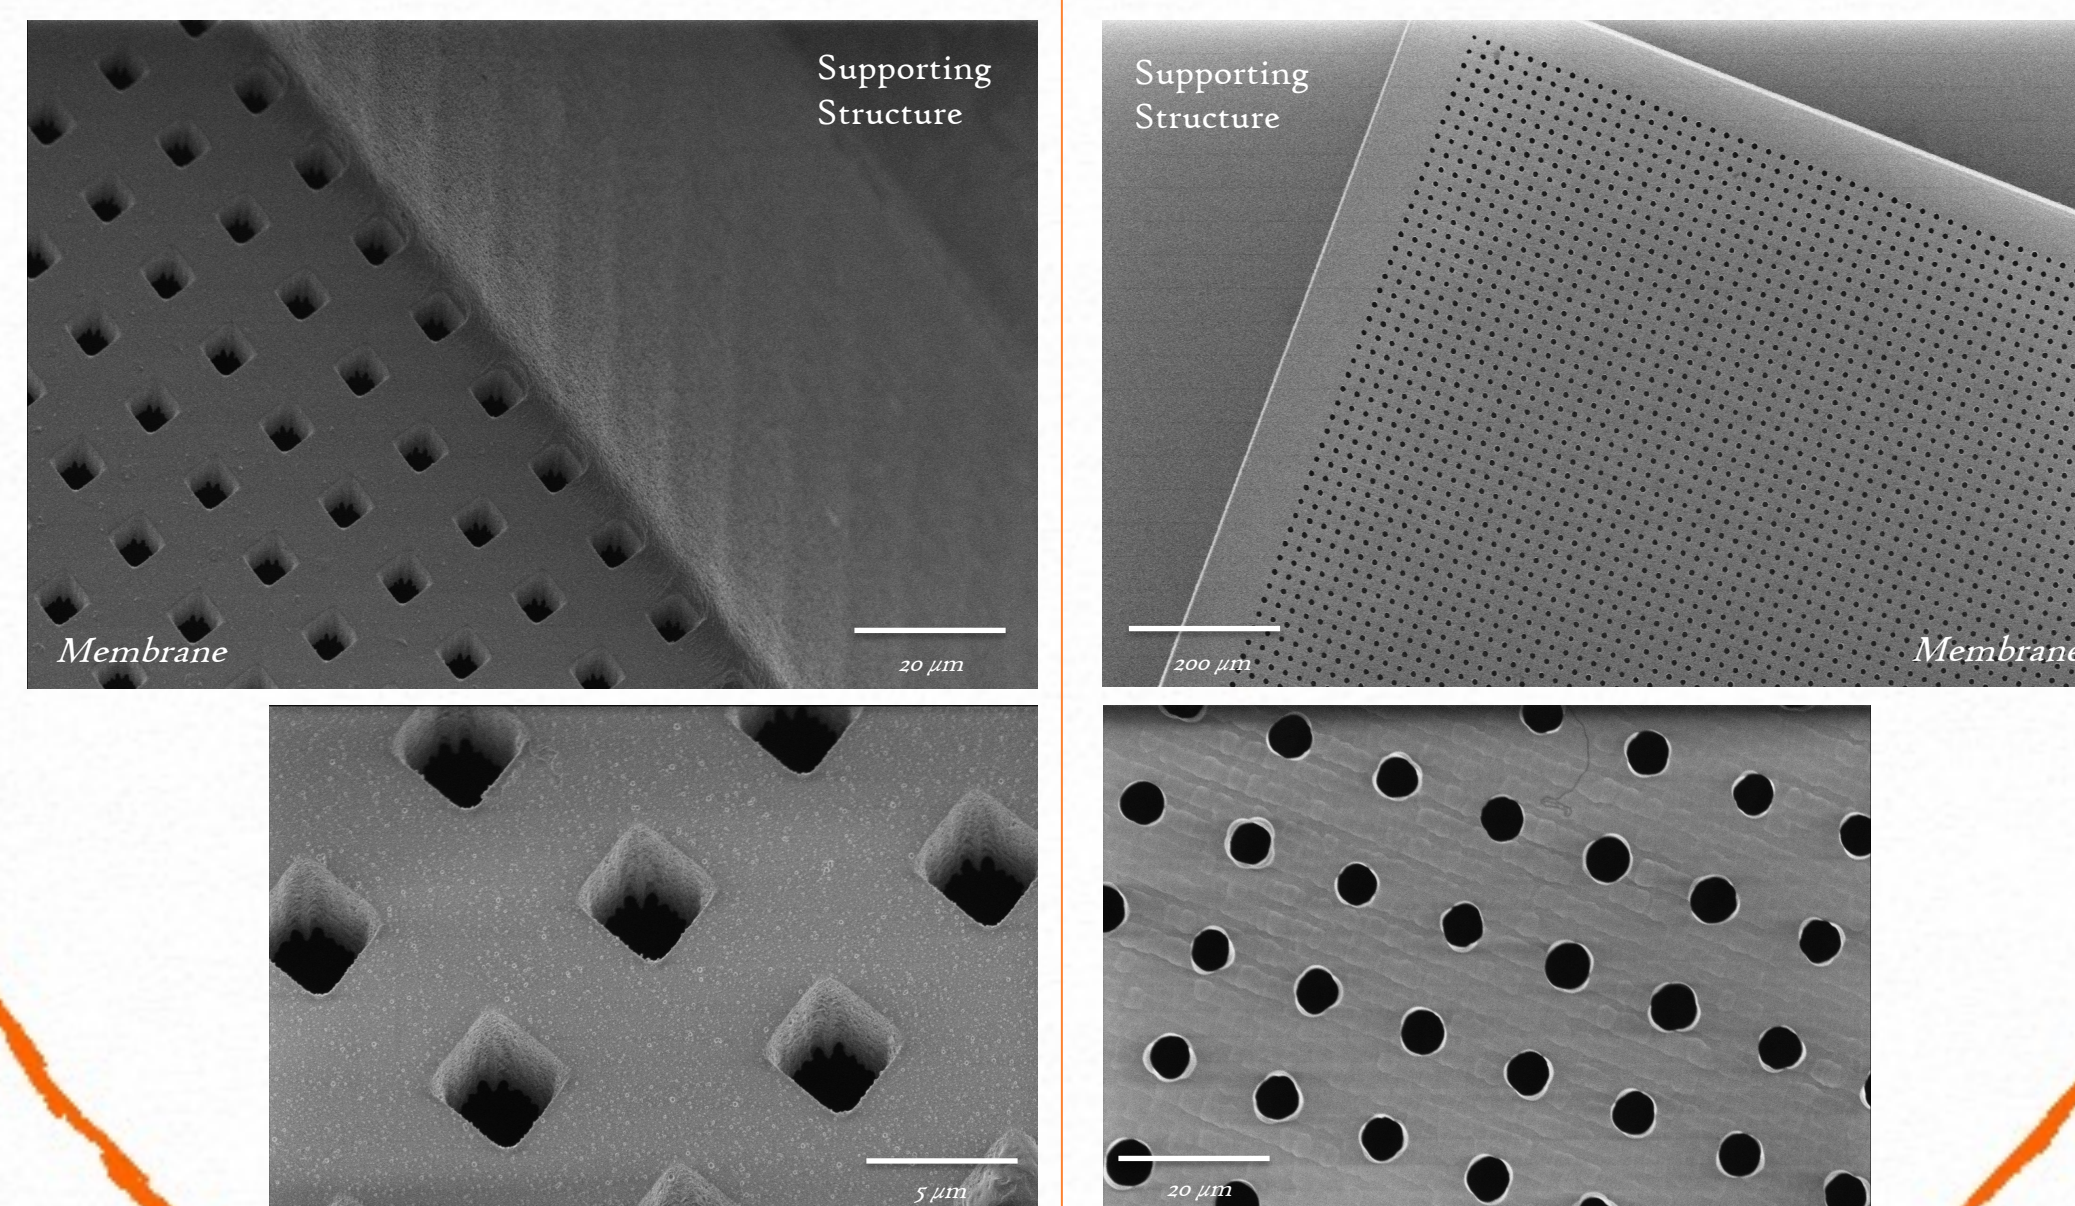 Supporting
Structure
Membrane
20 μm
Supporting
Structure
200 μm
Membrane
5 μm
20 μm